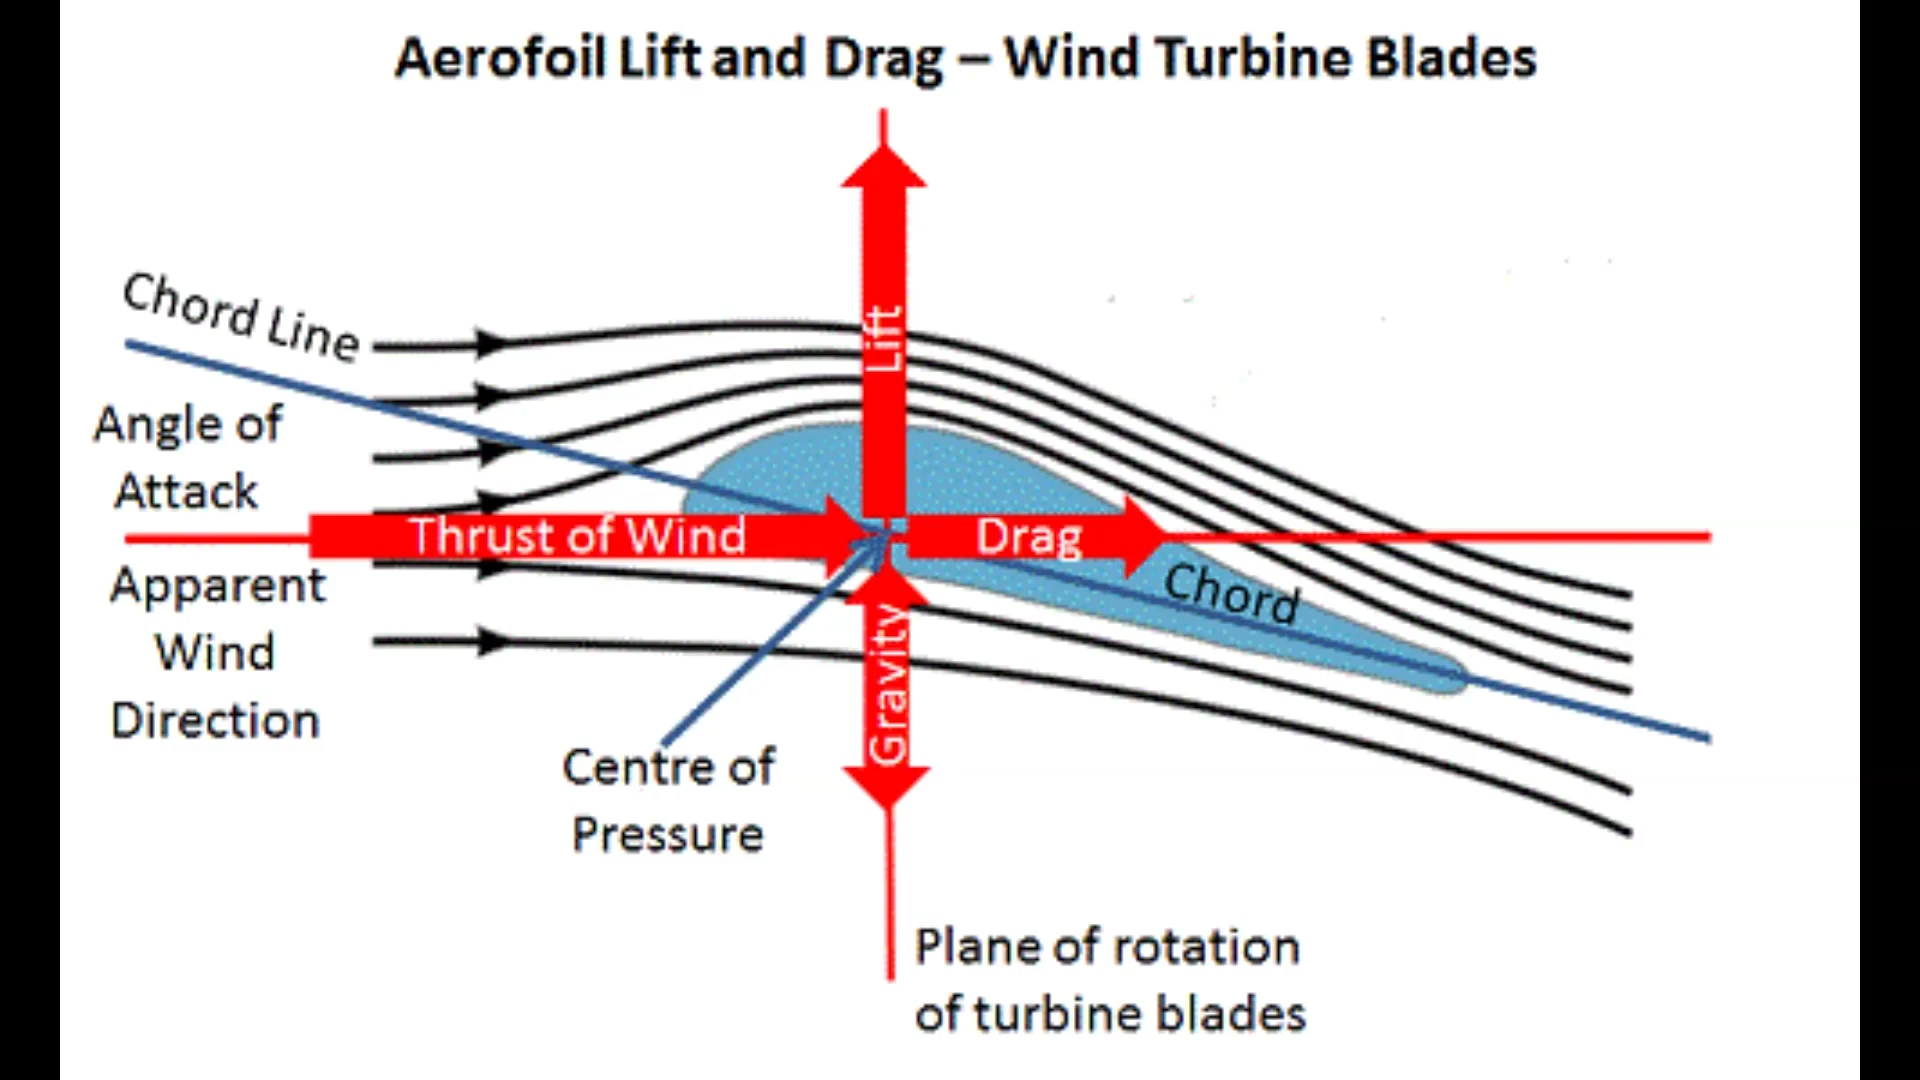 Aerofoil Lift and Drag – Wind Turbine Blades
Chord Line
Lift
Angle of
Attack
Thrust of Wind
Drag
Apparent
Wind
Direction
Chord
Gravity
Centre of
Pressure
Plane of rotation
of turbine blades